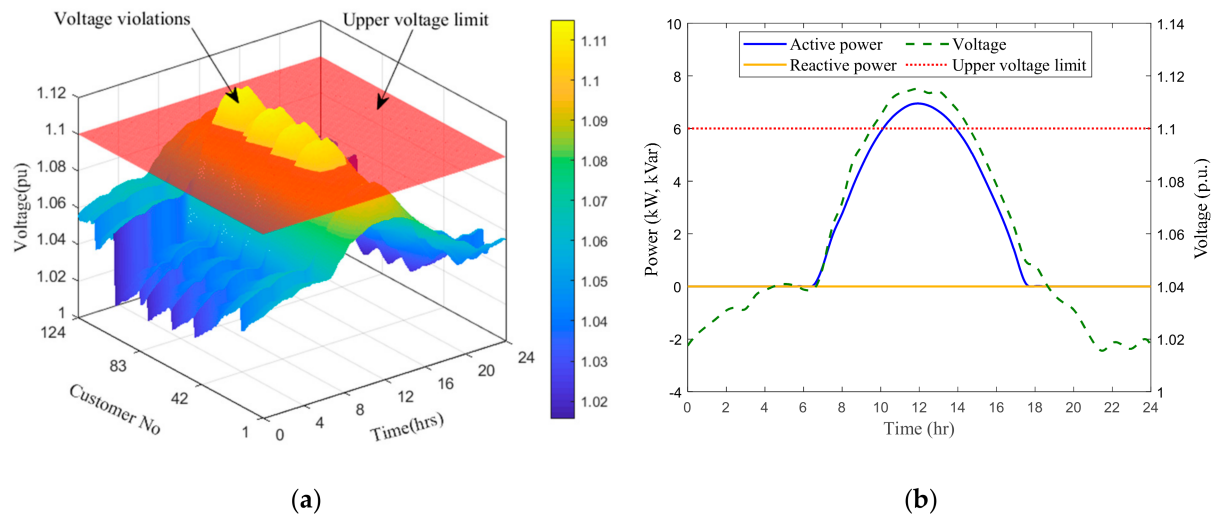 Voltage violations
Upper voltage limit
Voltage(pu)
1.12
1.1
1.08
1.06
1.04
1.02
1
124
83
42
1
Customer No
0
4
8
12
16
20
24
Time(hrs)
1.11
1.1
1.09
1.08
1.07
1.06
1.05
1.04
1.03
1.02
(a)
Active power
Voltage
Reactive power
Upper voltage limit
Power (kW, kVar)
10
8
6
4
2
0
-2
-4
0 2 4 6 8 10 12 14 16 18 20 22 24
Time (hr)
1.14
1.12
1.1
1.08
1.06
1.04
1.02
1
Voltage (p.u.)
(b)